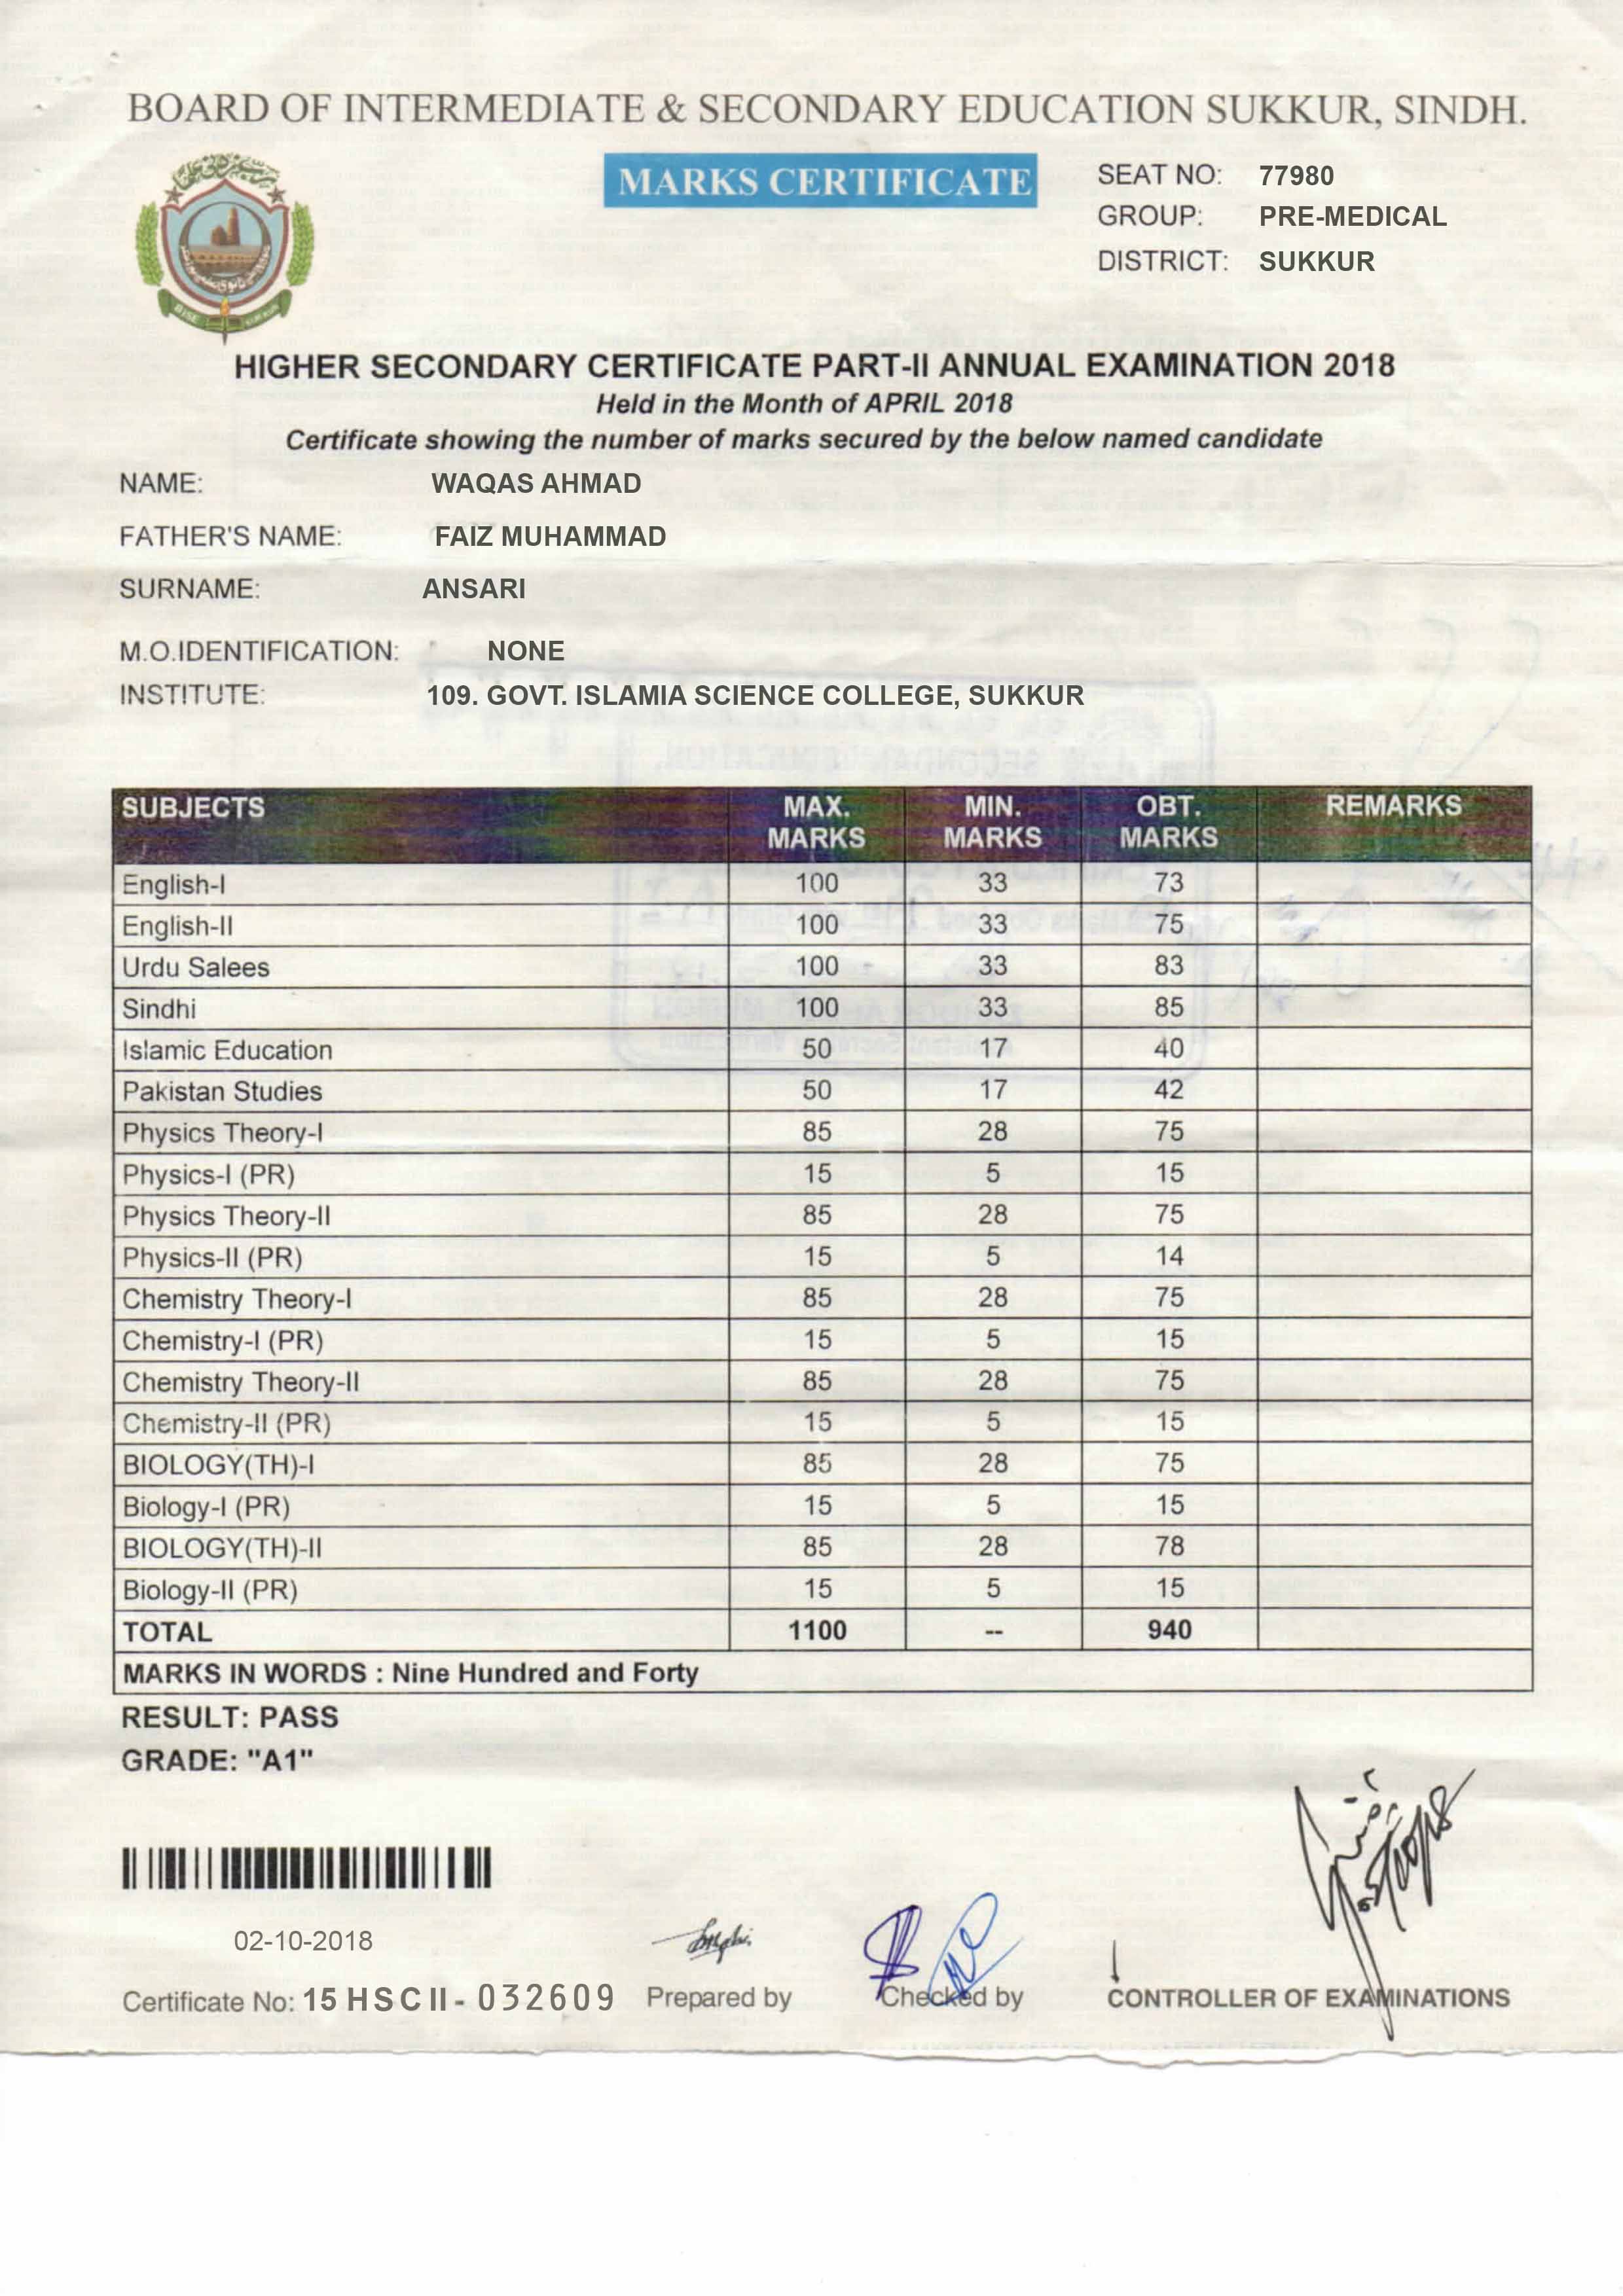 BOARD OF INTERMEDIATE & SECONDARY EDUCATION SUKKUR, SINDH.
MARKS CERTIFICATE
SEAT NO: 77980
GROUP: PRE-MEDICAL
DISTRICT: SUKKUR
BISE SUKKUR
HIGHER SECONDARY CERTIFICATE PART-II ANNUAL EXAMINATION 2018
Held in the Month of APRIL 2018
Certificate showing the number of marks secured by the below named candidate
NAME: WAQAS AHMAD
FATHER'S NAME: FAIZ MUHAMMAD
SURNAME: ANSARI
M.O.IDENTIFICATION: NONE
INSTITUTE: 109. GOVT. ISLAMIA SCIENCE COLLEGE, SUKKUR
SUBJECTS MAX. MARKS MIN. MARKS OBT. MARKS REMARKS
English-I 100 33 73
English-II 100 33 75
Urdu Salees 100 33 83
Sindhi 100 33 85
Islamic Education 50 17 40
Pakistan Studies 50 17 42
Physics Theory-I 85 28 75
Physics-I (PR) 15 5 15
Physics Theory-II 85 28 75
Physics-II (PR) 15 5 14
Chemistry Theory-I 85 28 75
Chemistry-I (PR) 15 5 15
Chemistry Theory-II 85 28 75
Chemistry-II (PR) 15 5 15
BIOLOGY(TH)-I 85 28 75
Biology-I (PR) 15 5 15
BIOLOGY(TH)-II 85 28 78
Biology-II (PR) 15 5 15
TOTAL 1100 -- 940
MARKS IN WORDS : Nine Hundred and Forty
RESULT: PASS
GRADE: "A1"
02-10-2018
Certificate No: 15 HSC II - 032609
Prepared by
Checked by
CONTROLLER OF EXAMINATIONS